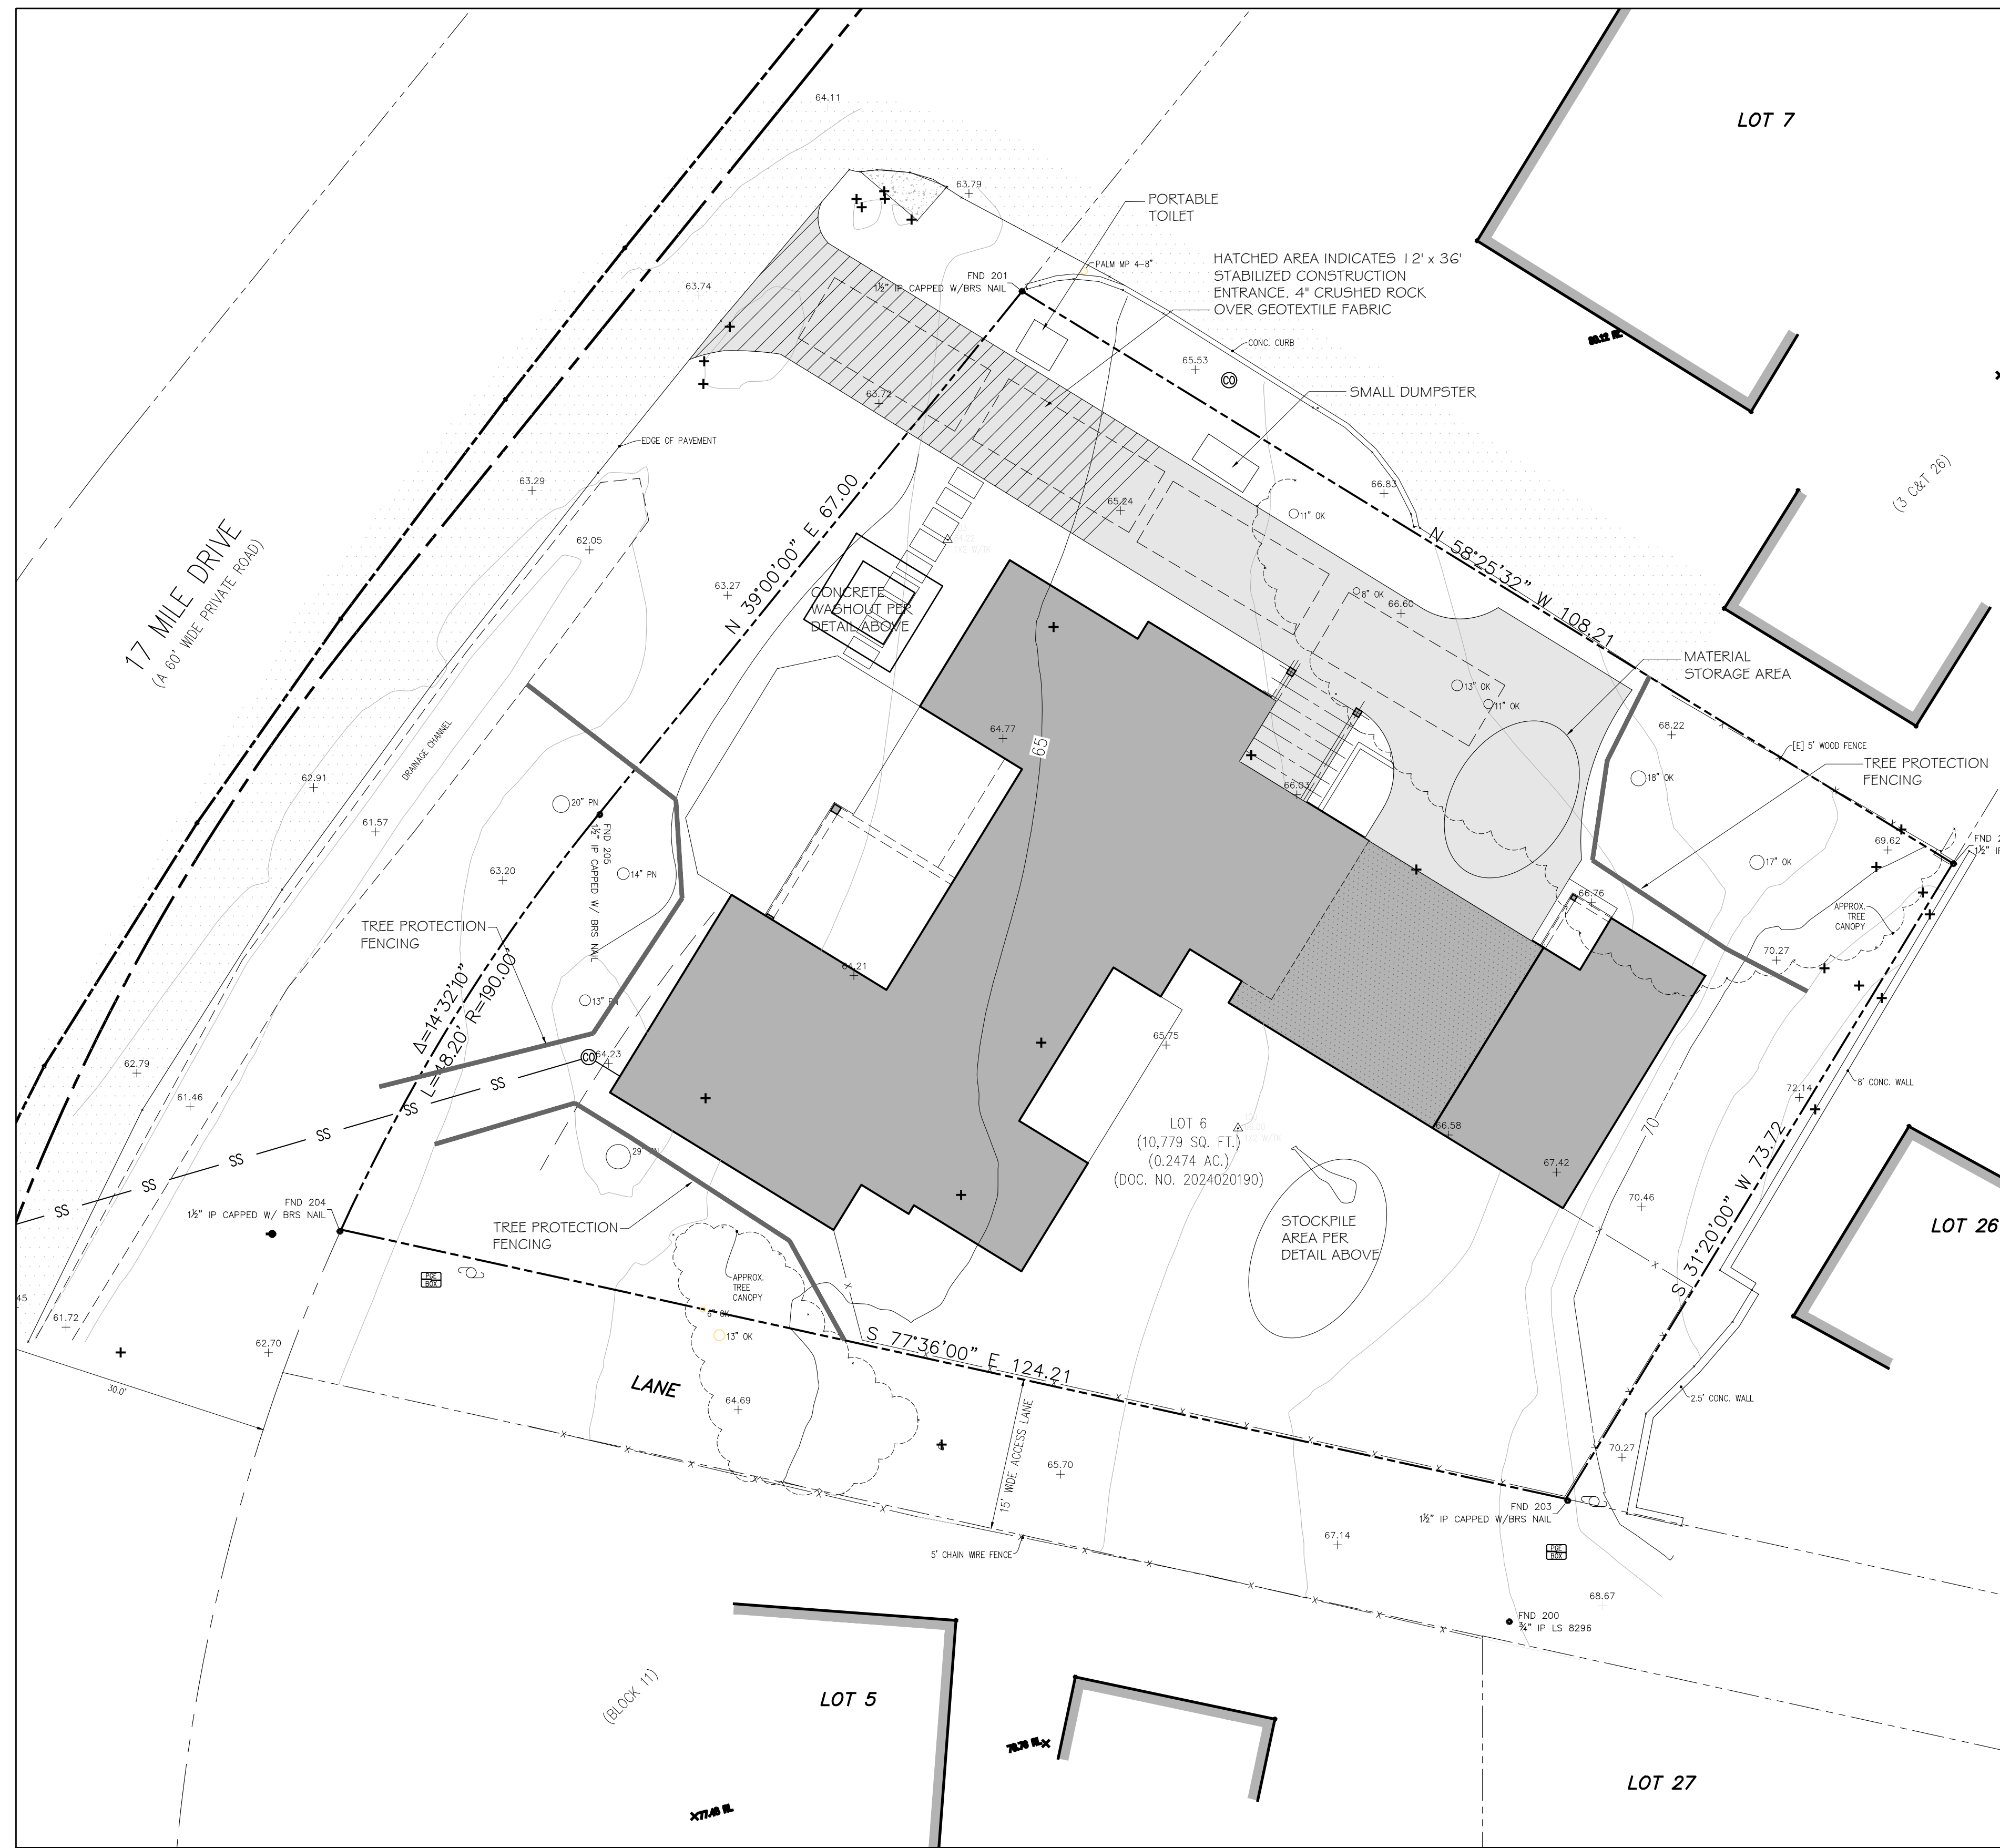 LOT 7
64.11
63.79
PORTABLE
TOILET
PALM MP 4-8"
HATCHED AREA INDICATES 12' x 36'
STABILIZED CONSTRUCTION
ENTRANCE. 4" CRUSHED ROCK
OVER GEOTEXTILE FABRIC
FND 201
1½" IP CAPPED W/BRS NAIL
63.74
CONC. CURB
65.53
CO
SMALL DUMPSTER
63.72
EDGE OF PAVEMENT
63.29
66.83
(3 C&T 26)
65.24
11" OK
62.05
17 MILE DRIVE
(A 60' WIDE PRIVATE ROAD)
N 39°00'00" E 67.00
N 58°25'32" W 108.21
63.27
CONCRETE
WASHOUT PER
DETAIL ABOVE
8" OK
66.60
MATERIAL
STORAGE AREA
13" OK
11" OK
68.22
[E] 5' WOOD FENCE
TREE PROTECTION
FENCING
64.77
65
DRAINAGE CHANNEL
62.91
18" OK
66.03
20" PN
FND 205
1½" IP CAPPED W/ BRS NAIL
61.57
69.62
17" OK
14" PN
63.20
66.76
APPROX.
TREE
CANOPY
TREE PROTECTION
FENCING
70.27
64.21
Δ=14°32'10"
L=48.20' R=190.00'
13" PN
65.75
62.79
CO
64.23
SS
SS
SS
SS
SS
SS
61.46
72.14
8' CONC. WALL
LOT 6
(10,779 SQ. FT.)
(0.2474 AC.)
(DOC. NO. 2024020190)
66.58
70
29" PN
67.42
S 31°20'00" W 73.72
70.46
FND 204
1½" IP CAPPED W/ BRS NAIL
TREE PROTECTION
FENCING
STOCKPILE
AREA PER
DETAIL ABOVE
LOT 26
PGE
BOX
APPROX.
TREE
CANOPY
45
61.72
6" OK
13" OK
62.70
S 77°36'00" E 124.21
30.0'
LANE
64.69
2.5' CONC. WALL
15' WIDE ACCESS LANE
65.70
70.27
FND 203
1½" IP CAPPED W/BRS NAIL
67.14
5' CHAIN WIRE FENCE
PGE
BOX
68.67
FND 200
¾" IP LS 8296
(BLOCK 11)
LOT 5
LOT 27